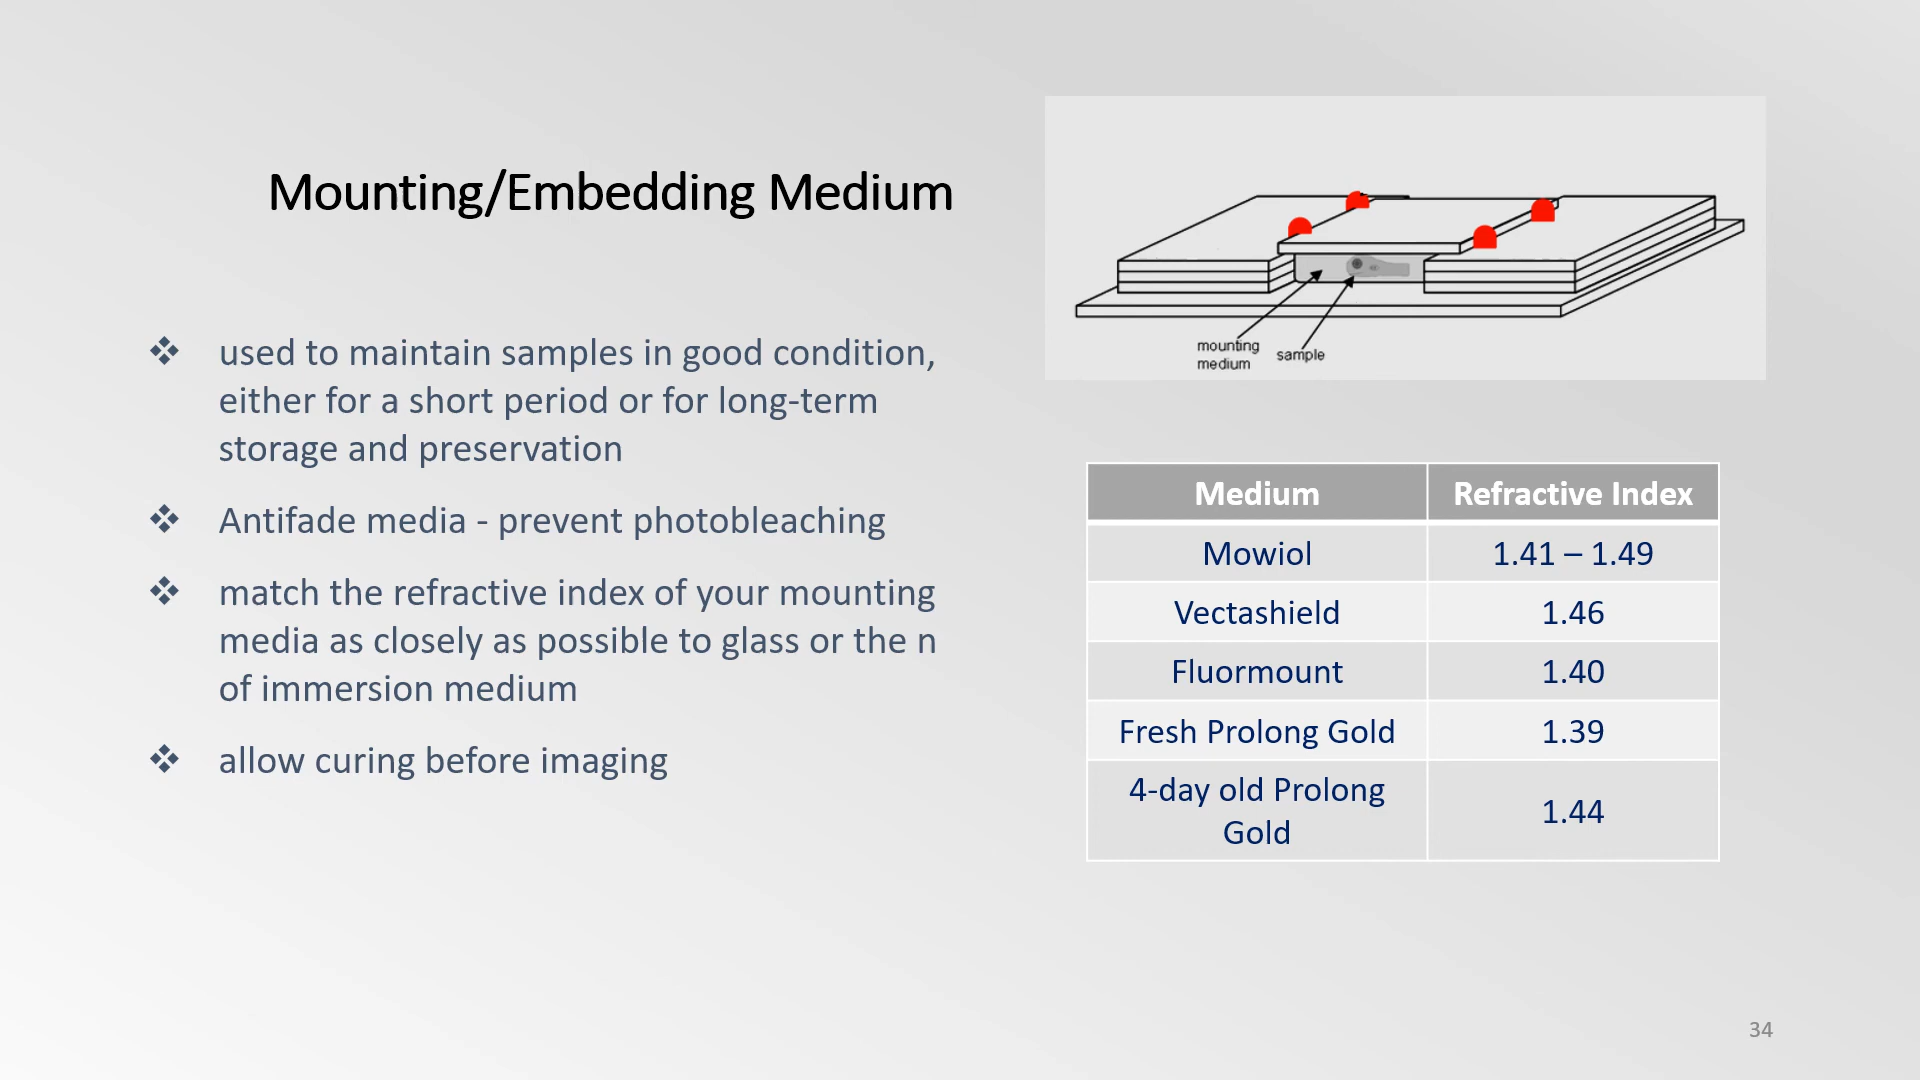 Mounting/Embedding Medium
❖ used to maintain samples in good condition,
either for a short period or for long-term
storage and preservation
❖ Antifade media - prevent photobleaching
❖ match the refractive index of your mounting
media as closely as possible to glass or the n
of immersion medium
❖ allow curing before imaging
mounting
medium
sample
Medium Refractive Index
Mowiol 1.41 – 1.49
Vectashield 1.46
Fluormount 1.40
Fresh Prolong Gold 1.39
4-day old Prolong
Gold 1.44
34